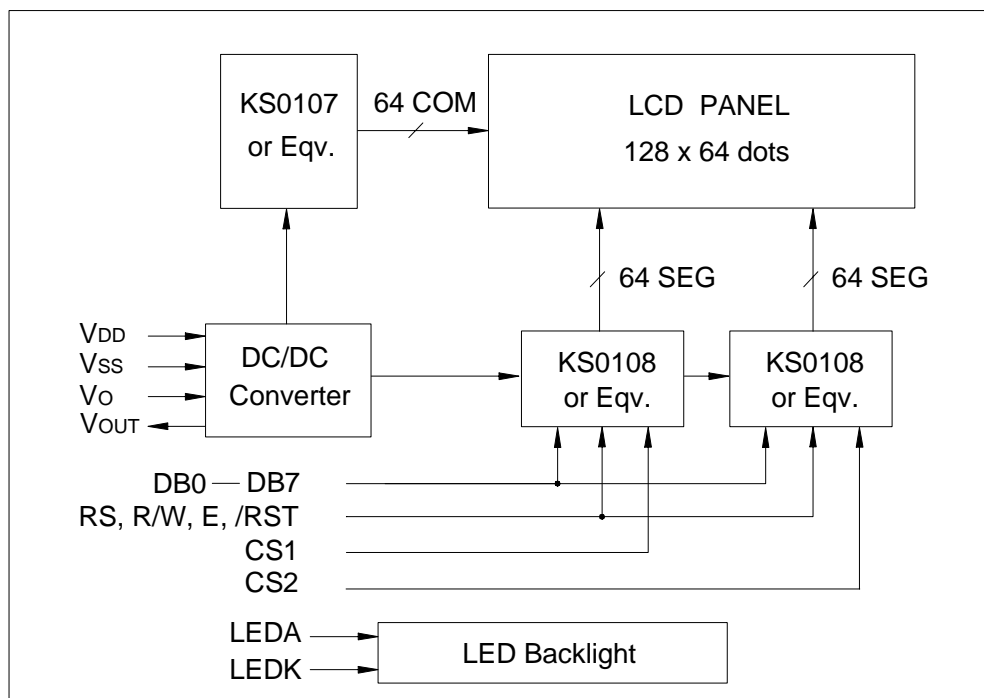 KS0107
or Eqv.
64 COM
LCD PANEL
128 x 64 dots
64 SEG
64 SEG
VDD
VSS
VO
VOUT
DC/DC
Converter
KS0108
or Eqv.
KS0108
or Eqv.
DB0 — DB7
RS, R/W, E, /RST
CS1
CS2
LEDA
LEDK
LED Backlight